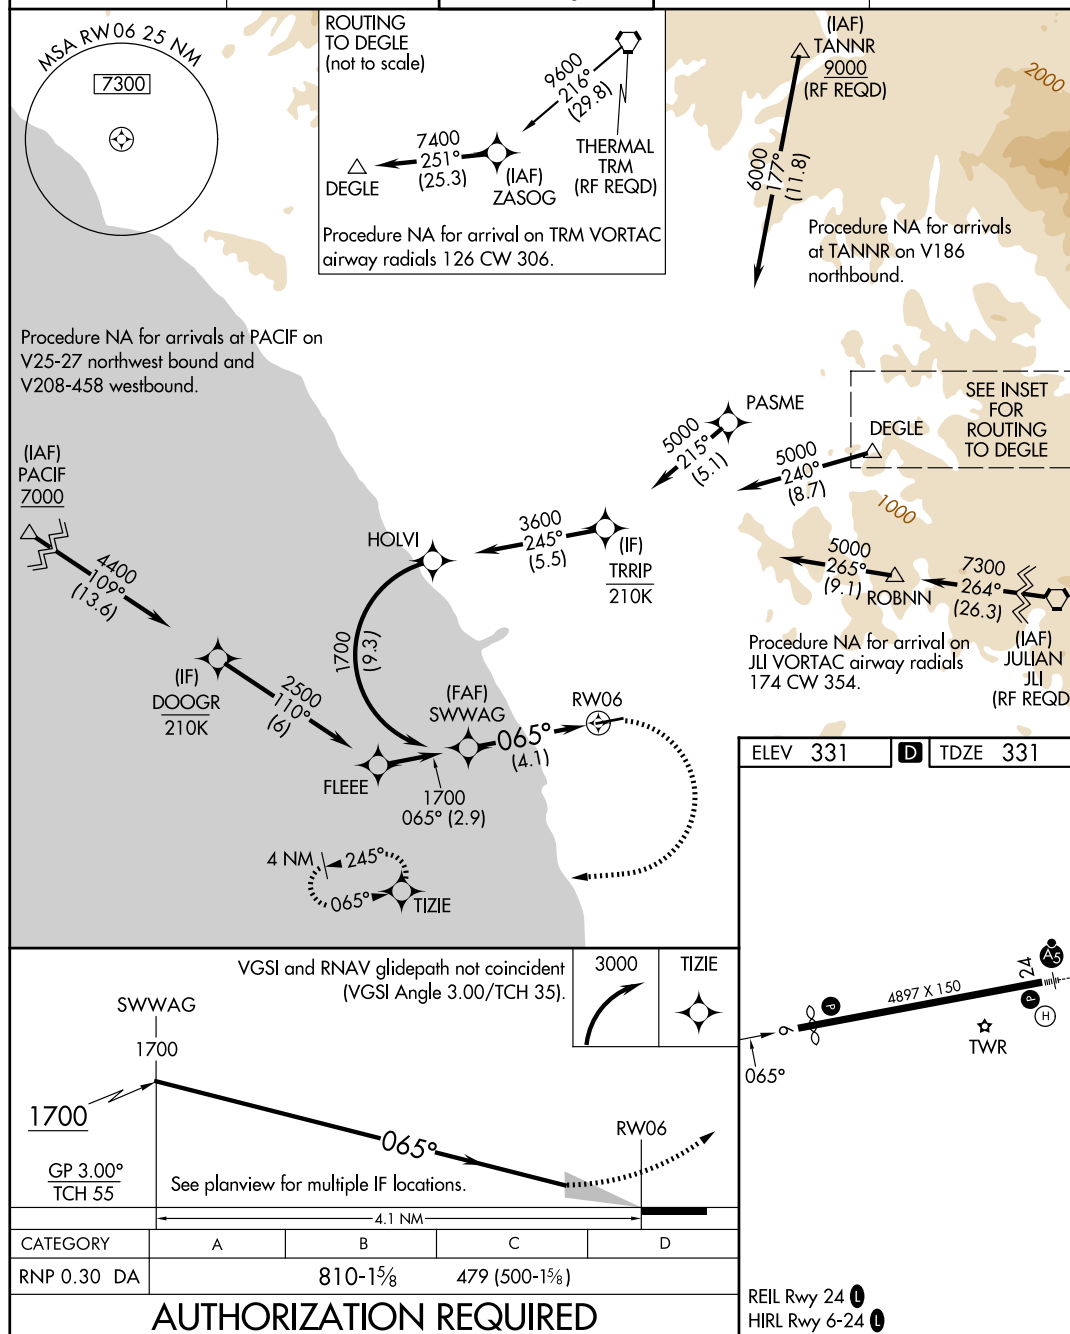 MSA RW06 25 NM
7300
ROUTING
TO DEGLE
(not to scale)
9600
216°
(29.8)
7400
251°
(25.3)
DEGLE
(IAF)
ZASOG
THERMAL
TRM
(RF REQD)
Procedure NA for arrival on TRM VORTAC
airway radials 126 CW 306.
(IAF)
TANNR
9000
(RF REQD)
2000
6000
177°
(11.8)
Procedure NA for arrivals
at TANNR on V186
northbound.
Procedure NA for arrivals at PACIF on
V25-27 northwest bound and
V208-458 westbound.
SEE INSET
FOR
ROUTING
TO DEGLE
PASME
5000
215°
(5.1)
DEGLE
5000
240°
(8.7)
1000
(IAF)
PACIF
7000
4400
109°
(13.6)
HOLVI
3600
245°
(5.5)
(IF)
TRRIP
210K
5000
265°
(9.1)
ROBNN
7300
264°
(26.3)
(IAF)
JULIAN
JLI
(RF REQD
Procedure NA for arrival on
JLI VORTAC airway radials
174 CW 354.
1700
(9.3)
(IF)
DOOGR
210K
2500
110°
(6)
(FAF)
SWWAG
RW06
065°
(4.1)
FLEEE
1700
065° (2.9)
4 NM
245°
065°
TIZIE
ELEV 331
D
TDZE 331
VGSI and RNAV glidepath not coincident
(VGSI Angle 3.00/TCH 35).
3000
TIZIE
SWWAG
1700
1700
065°
RW06
GP 3.00°
TCH 55
See planview for multiple IF locations.
4.1 NM
24
A5
4897 X 150
P
P
H
6
TWR
065°
CATEGORY A B C D
RNP 0.30 DA 810-1⅝ 479 (500-1⅝)
AUTHORIZATION REQUIRED
REIL Rwy 24 L
HIRL Rwy 6-24 L